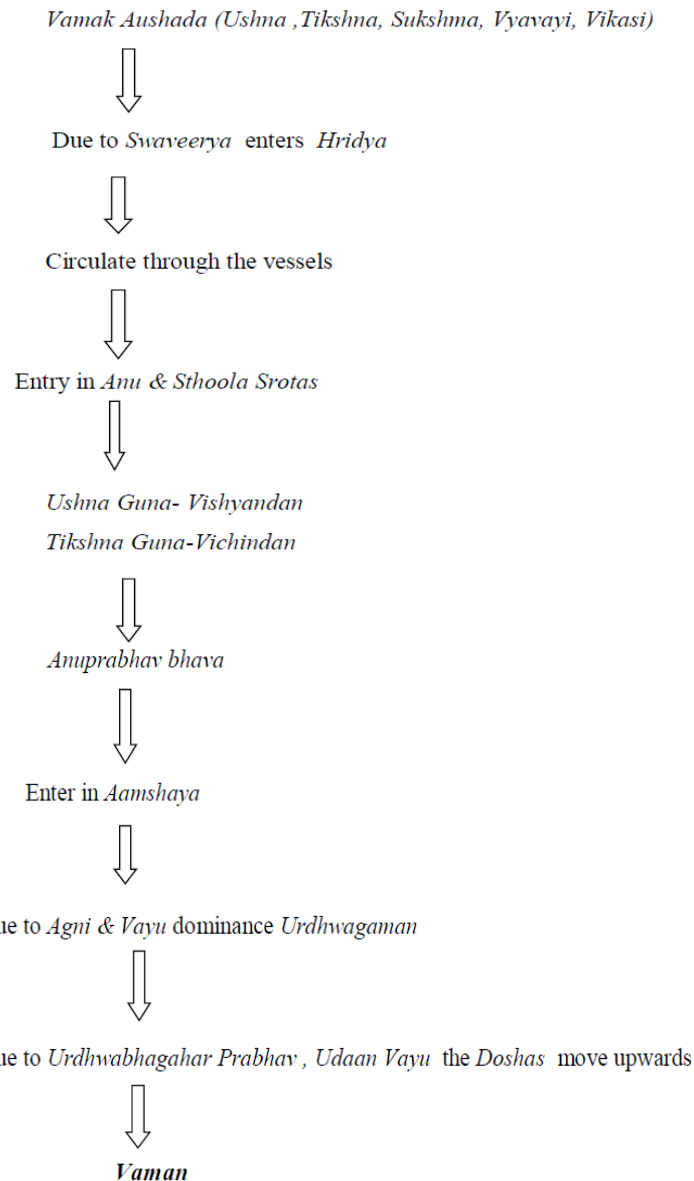 Vamak Aushada (Ushna ,Tikshna, Sukshma, Vyavayi, Vikasi)
Due to Swaveerya enters Hridya
Circulate through the vessels
Entry in Anu & Sthoola Srotas
Ushna Guna- Vishyandan
Tikshna Guna-Vichindan
Anuprabhav bhava
Enter in Aamshaya
ue to Agni & Vayu dominance Urdhwagaman
ue to Urdhwabhagahar Prabhav , Udaan Vayu the Doshas move upwards
Vaman